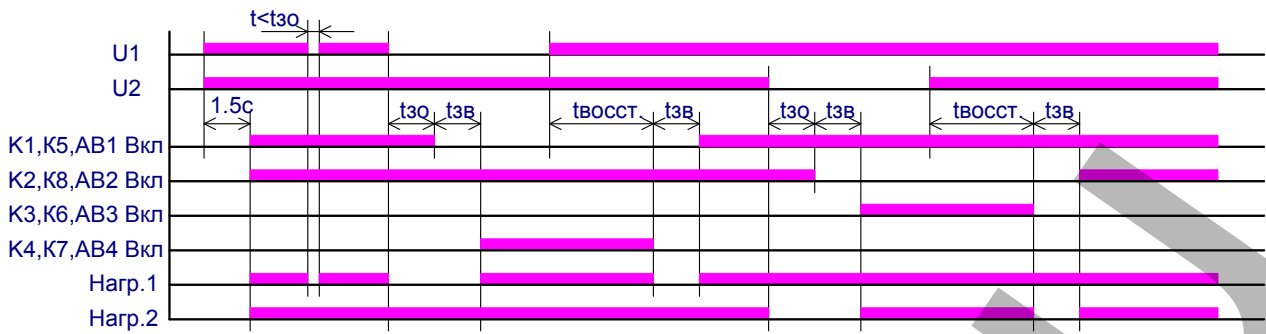 t<tзо
U1
U2
1.5с tзо tзв tвосст. tзв tзо tзв tвосст. tзв
К1,К5,АВ1 Вкл
К2,К8,АВ2 Вкл
К3,К6,АВ3 Вкл
К4,К7,АВ4 Вкл
Нагр.1
Нагр.2